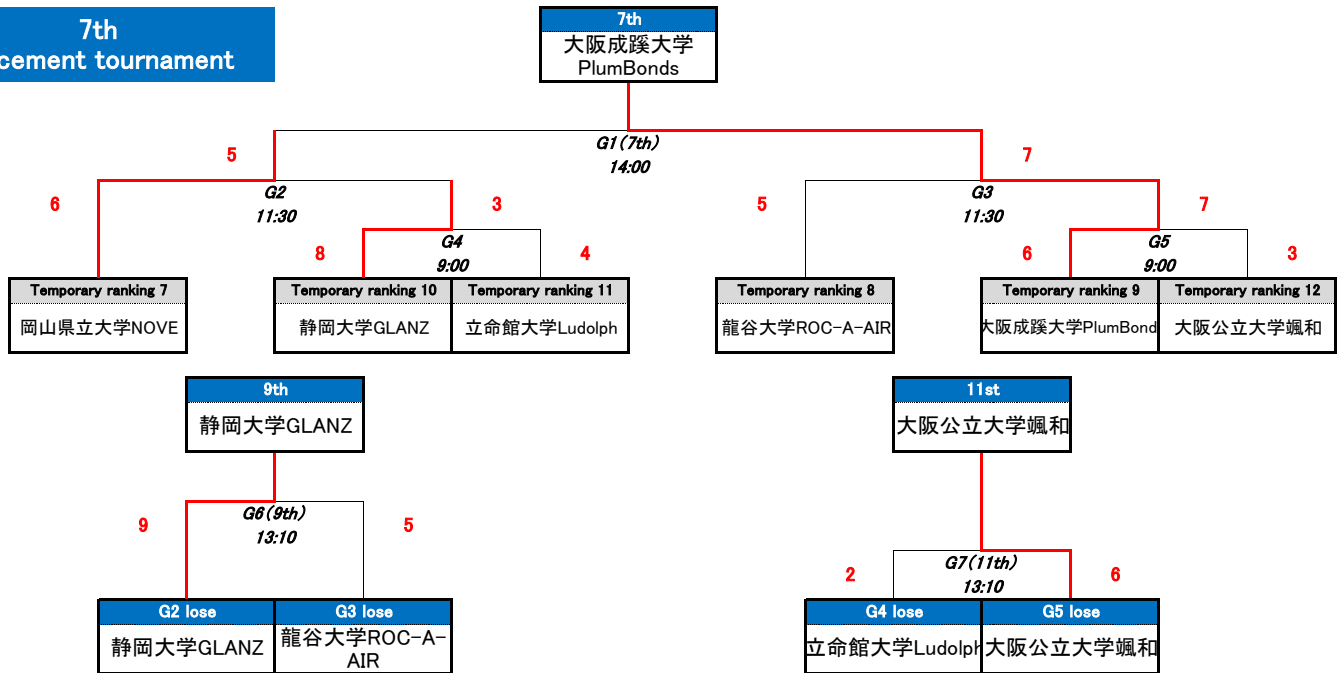 7th
cement tournament
7th
大阪成蹊大学
PlumBonds
G1(7th)
14:00
5
7
G2
11:30
G3
11:30
6
3
5
7
G4
9:00
G5
9:00
8
4
6
3
Temporary ranking 7
Temporary ranking 10
Temporary ranking 11
Temporary ranking 8
Temporary ranking 9
Temporary ranking 12
岡山県立大学NOVE
静岡大学GLANZ
立命館大学Ludolph
龍谷大学ROC-A-AIR
大阪成蹊大学PlumBond
大阪公立大学颯和
9th
静岡大学GLANZ
11st
大阪公立大学颯和
G6(9th)
13:10
9
5
G7(11th)
13:10
2
6
G2 lose
G3 lose
静岡大学GLANZ
龍谷大学ROC-A-
AIR
G4 lose
G5 lose
立命館大学Ludolph
大阪公立大学颯和